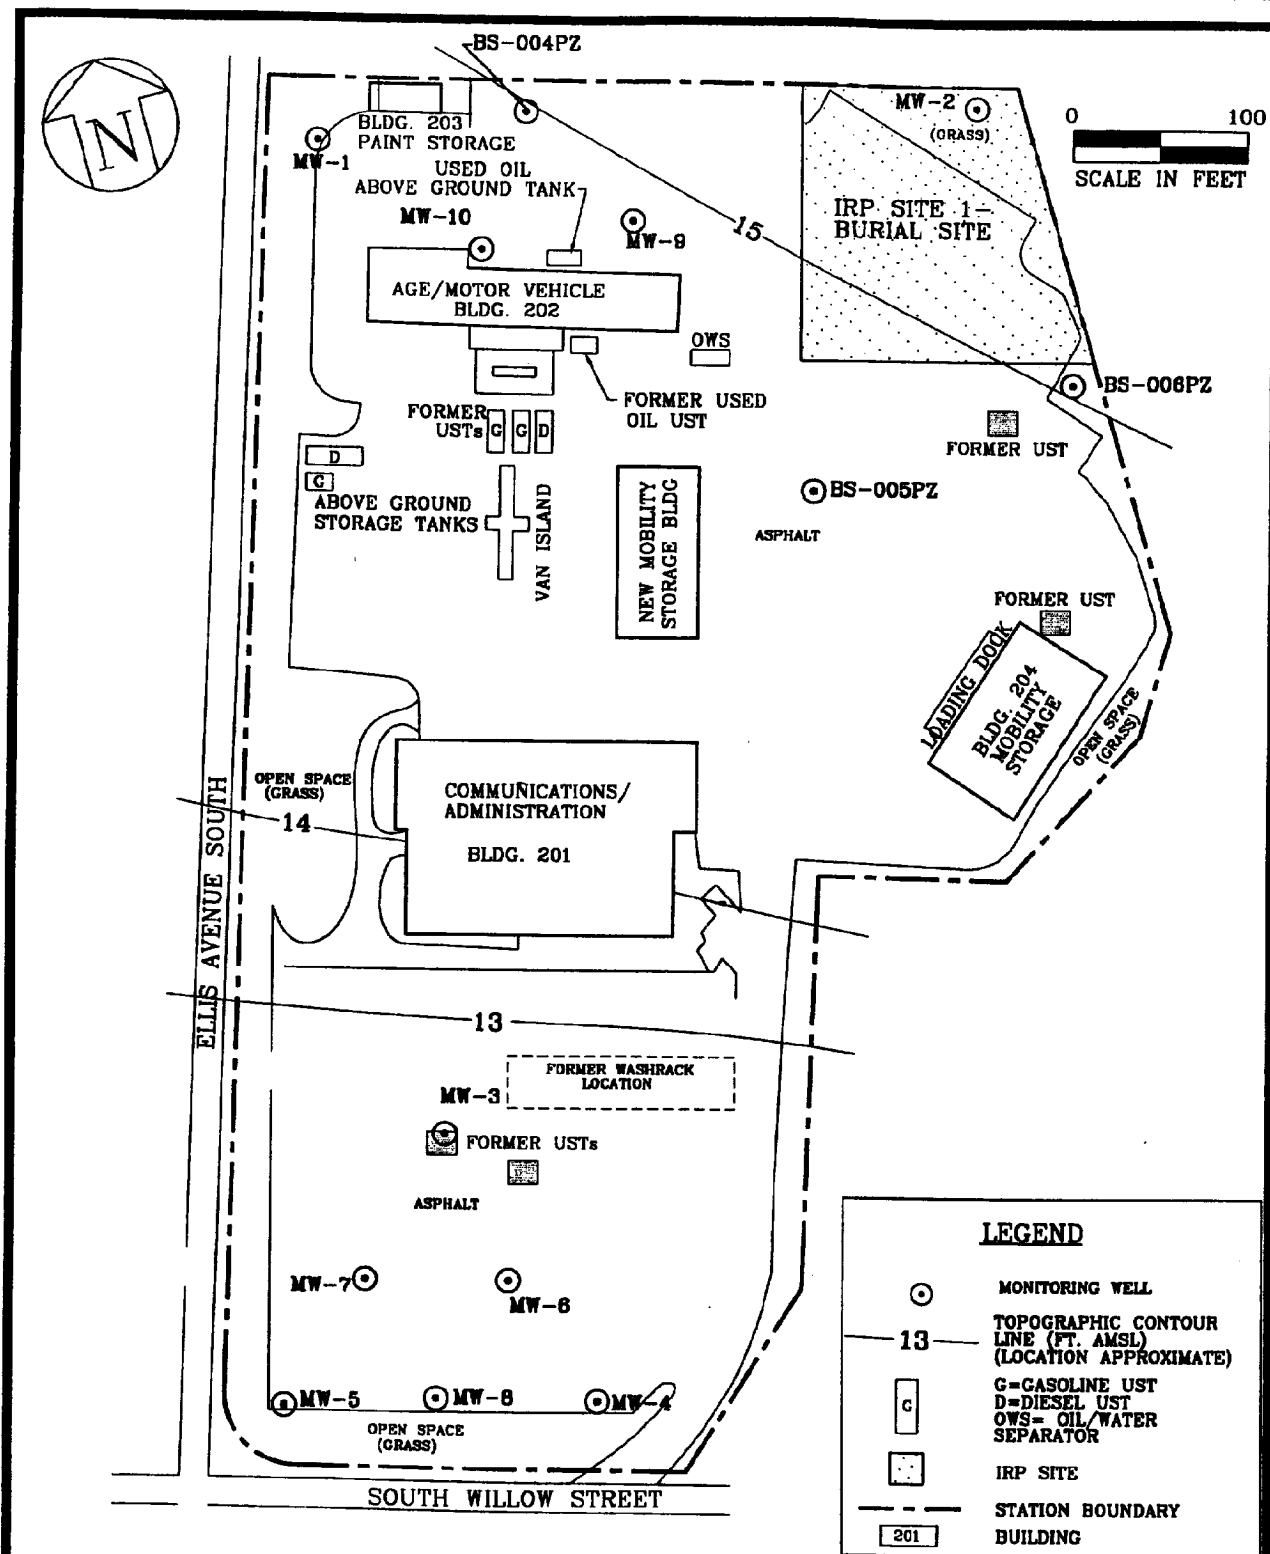 BS-004PZ
N
BLDG. 203
PAINT STORAGE
MW-1
USED OIL
ABOVE GROUND TANK
MW-2
(GRASS)
0 100
SCALE IN FEET
IRP SITE 1-
BURIAL SITE
MW-10
MW-9
15
AGE/MOTOR VEHICLE
BLDG. 202
OWS
FORMER USED
OIL UST
FORMER
USTs
G
G
D
BS-006PZ
FORMER UST
D
G
ABOVE GROUND
STORAGE TANKS
VAN ISLAND
NEW MOBILITY
STORAGE BLDG
BS-005PZ
ASPHALT
FORMER UST
LOADING DOCK
BLDG. 204
MOBILITY
STORAGE
OPEN SPACE
(GRASS)
OPEN SPACE
(GRASS)
14
COMMUNICATIONS/
ADMINISTRATION
BLDG. 201
ELLIS AVENUE SOUTH
13
FORMER WASHRACK
LOCATION
MW-3
FORMER USTs
ASPHALT
MW-7
MW-6
MW-5
MW-8
MW-4
OPEN SPACE
(GRASS)
SOUTH WILLOW STREET
LEGEND
MONITORING WELL
13
TOPOGRAPHIC CONTOUR
LINE (FT. AMSL)
(LOCATION APPROXIMATE)
G
G=GASOLINE UST
D=DIESEL UST
OWS= OIL/WATER
SEPARATOR
IRP SITE
STATION BOUNDARY
201
BUILDING